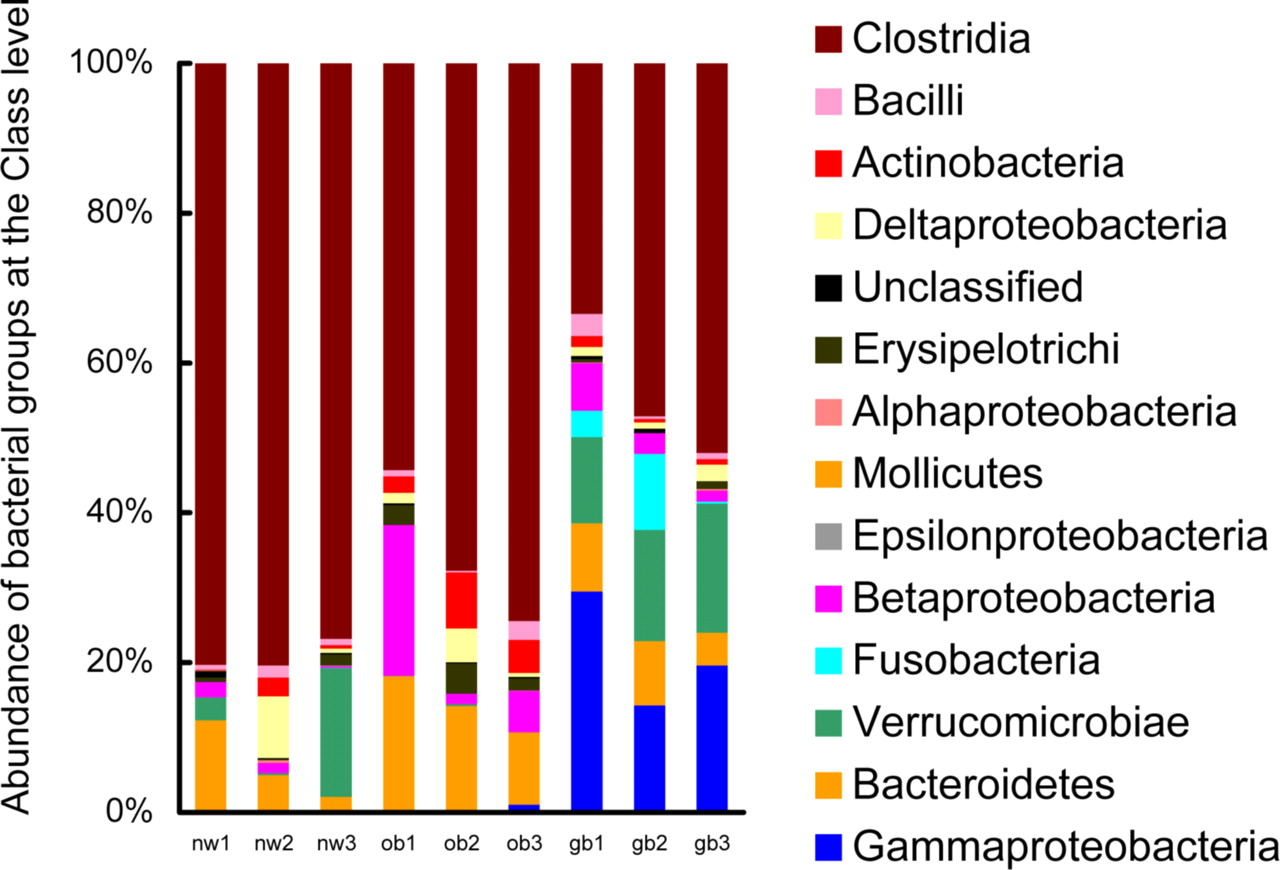 Abundance of bacterial groups at the Class level
100%
80%
60%
40%
20%
0%
nw1 nw2 nw3 ob1 ob2 ob3 gb1 gb2 gb3
Clostridia
Bacilli
Actinobacteria
Deltaproteobacteria
Unclassified
Erysipelotrichi
Alphaproteobacteria
Mollicutes
Epsilonproteobacteria
Betaproteobacteria
Fusobacteria
Verrucomicrobiae
Bacteroidetes
Gammaproteobacteria